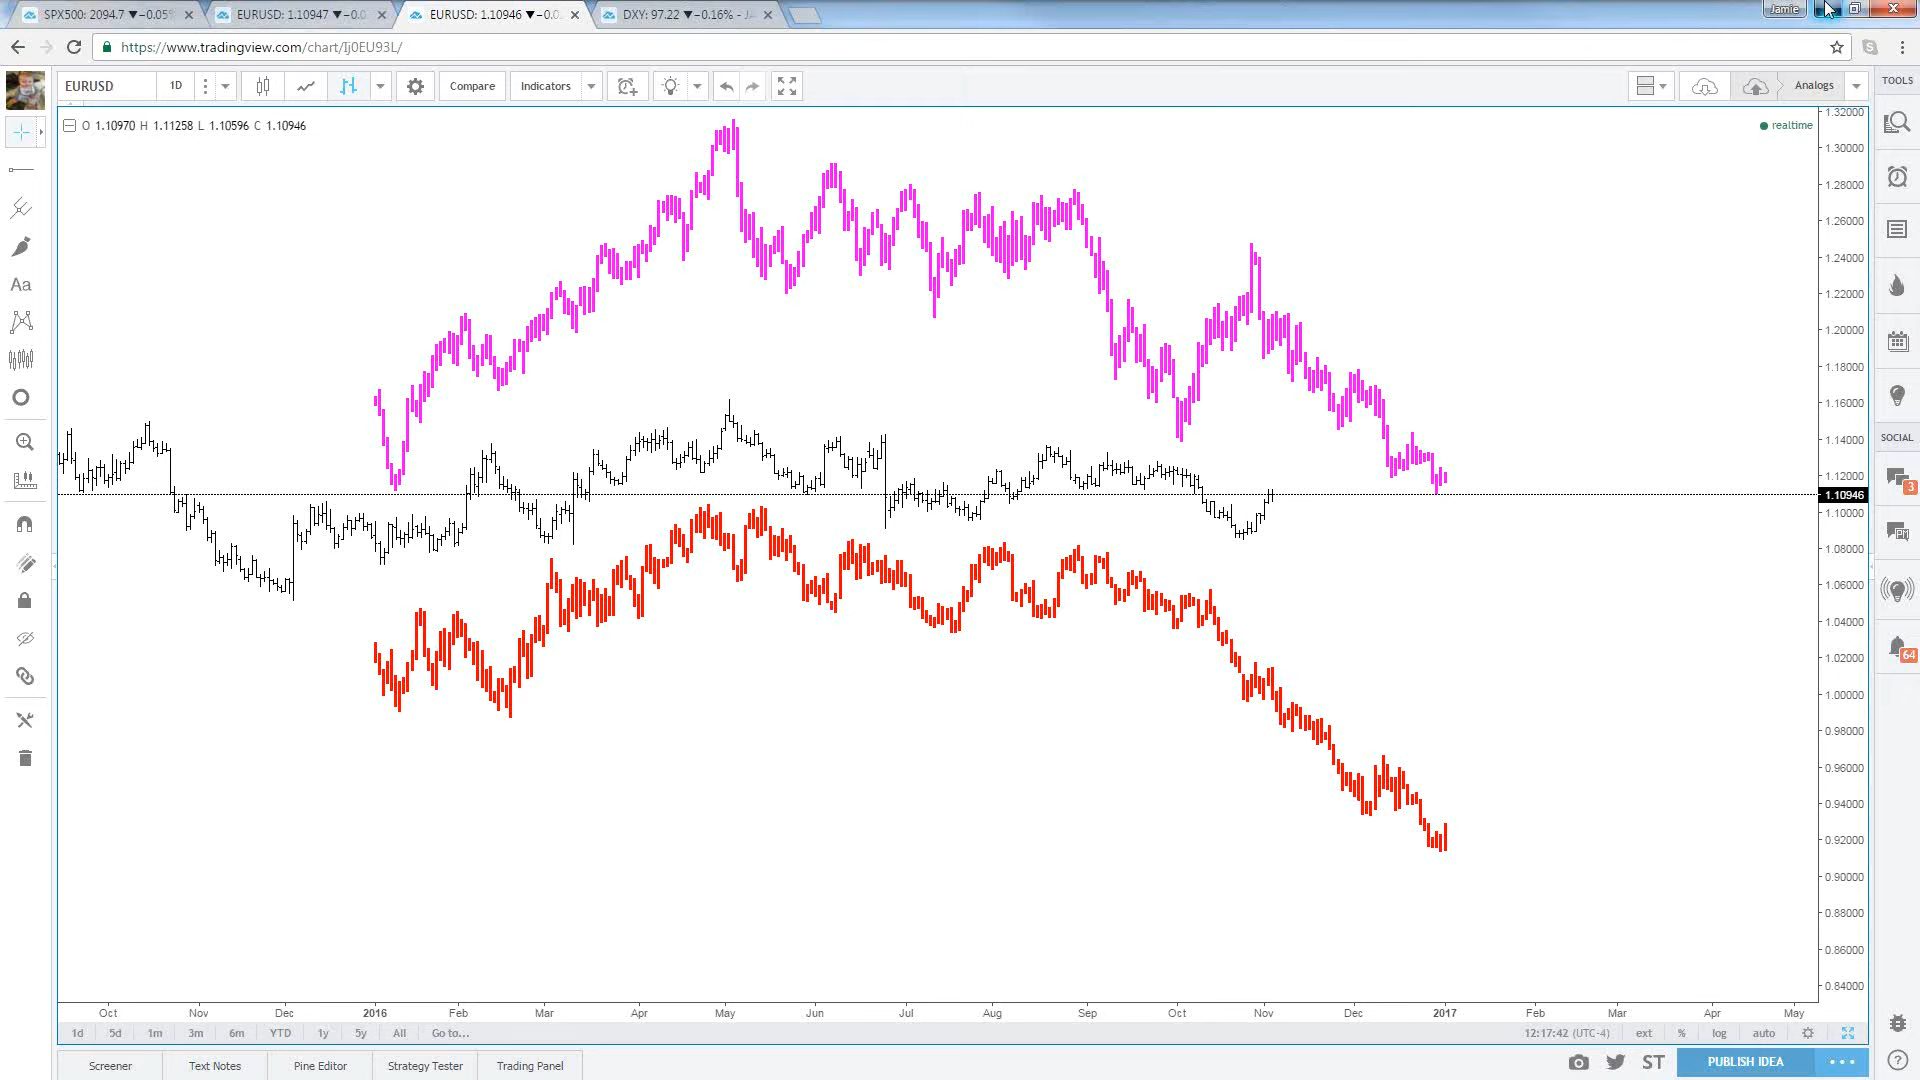 SPX500: 2094.7 ▼−0.05%
EURUSD: 1.10947 ▼−0.0
EURUSD: 1.10946 ▼−0.0
DXY: 97.22 ▼−0.16% -
Jamie
https://www.tradingview.com/chart/Ij0EU93L/
EURUSD 1D Compare Indicators Analogs
TOOLS
O 1.10970 H 1.11258 L 1.10596 C 1.10946
realtime
1.32000
1.30000
1.28000
1.26000
1.24000
1.22000
1.20000
1.18000
1.16000
1.14000
1.12000
1.10946
1.10000
1.08000
1.06000
1.04000
1.02000
1.00000
0.98000
0.96000
0.94000
0.92000
0.90000
0.88000
0.86000
0.84000
Aa
SOCIAL
3
64
Oct Nov Dec 2016 Feb Mar Apr May Jun Jul Aug Sep Oct Nov Dec 2017 Feb Mar Apr May
1d 5d 1m 3m 6m YTD 1y 5y All Go to... 12:17:42 (UTC-4) ext % log auto
Screener Text Notes Pine Editor Strategy Tester Trading Panel ST PUBLISH IDEA